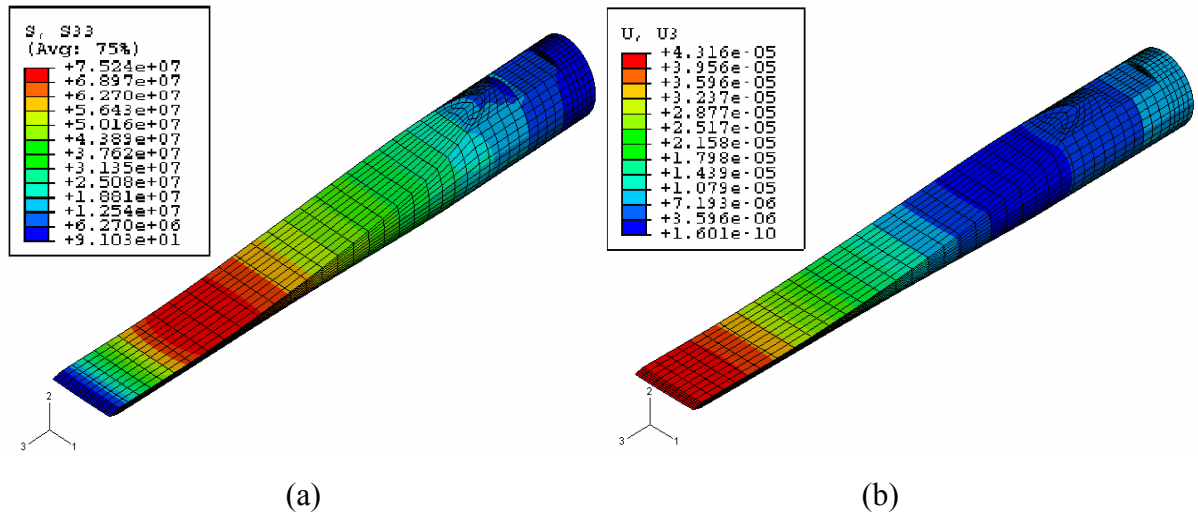 S, S33
(Avg: 75%)
+7.524e+07
+6.897e+07
+6.270e+07
+5.643e+07
+5.016e+07
+4.389e+07
+3.762e+07
+3.135e+07
+2.508e+07
+1.881e+07
+1.254e+07
+6.270e+06
+9.103e+01
2
3
1
(a)
U, U3
+4.316e-05
+3.956e-05
+3.596e-05
+3.237e-05
+2.877e-05
+2.517e-05
+2.158e-05
+1.798e-05
+1.439e-05
+1.079e-05
+7.193e-06
+3.596e-06
+1.601e-10
2
3
1
(b)